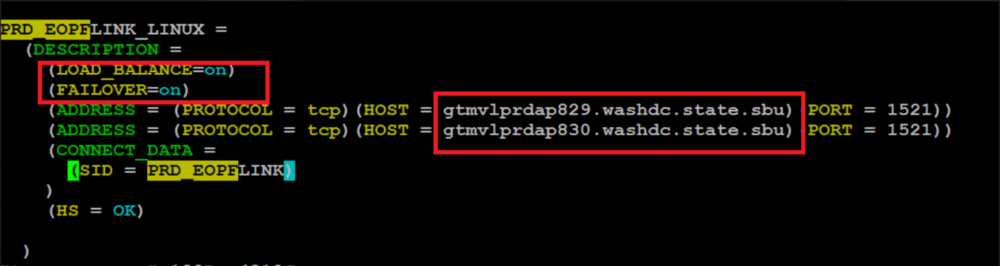 PRD_EOPFLINK_LINUX =
(DESCRIPTION =
(LOAD_BALANCE=on)
(FAILOVER=on)
(ADDRESS = (PROTOCOL = tcp)(HOST = gtmvlprdap829.washdc.state.sbu) PORT = 1521))
(ADDRESS = (PROTOCOL = tcp)(HOST = gtmvlprdap830.washdc.state.sbu) PORT = 1521))
(CONNECT_DATA =
(SID = PRD_EOPFLINK)
)
(HS = OK)
)